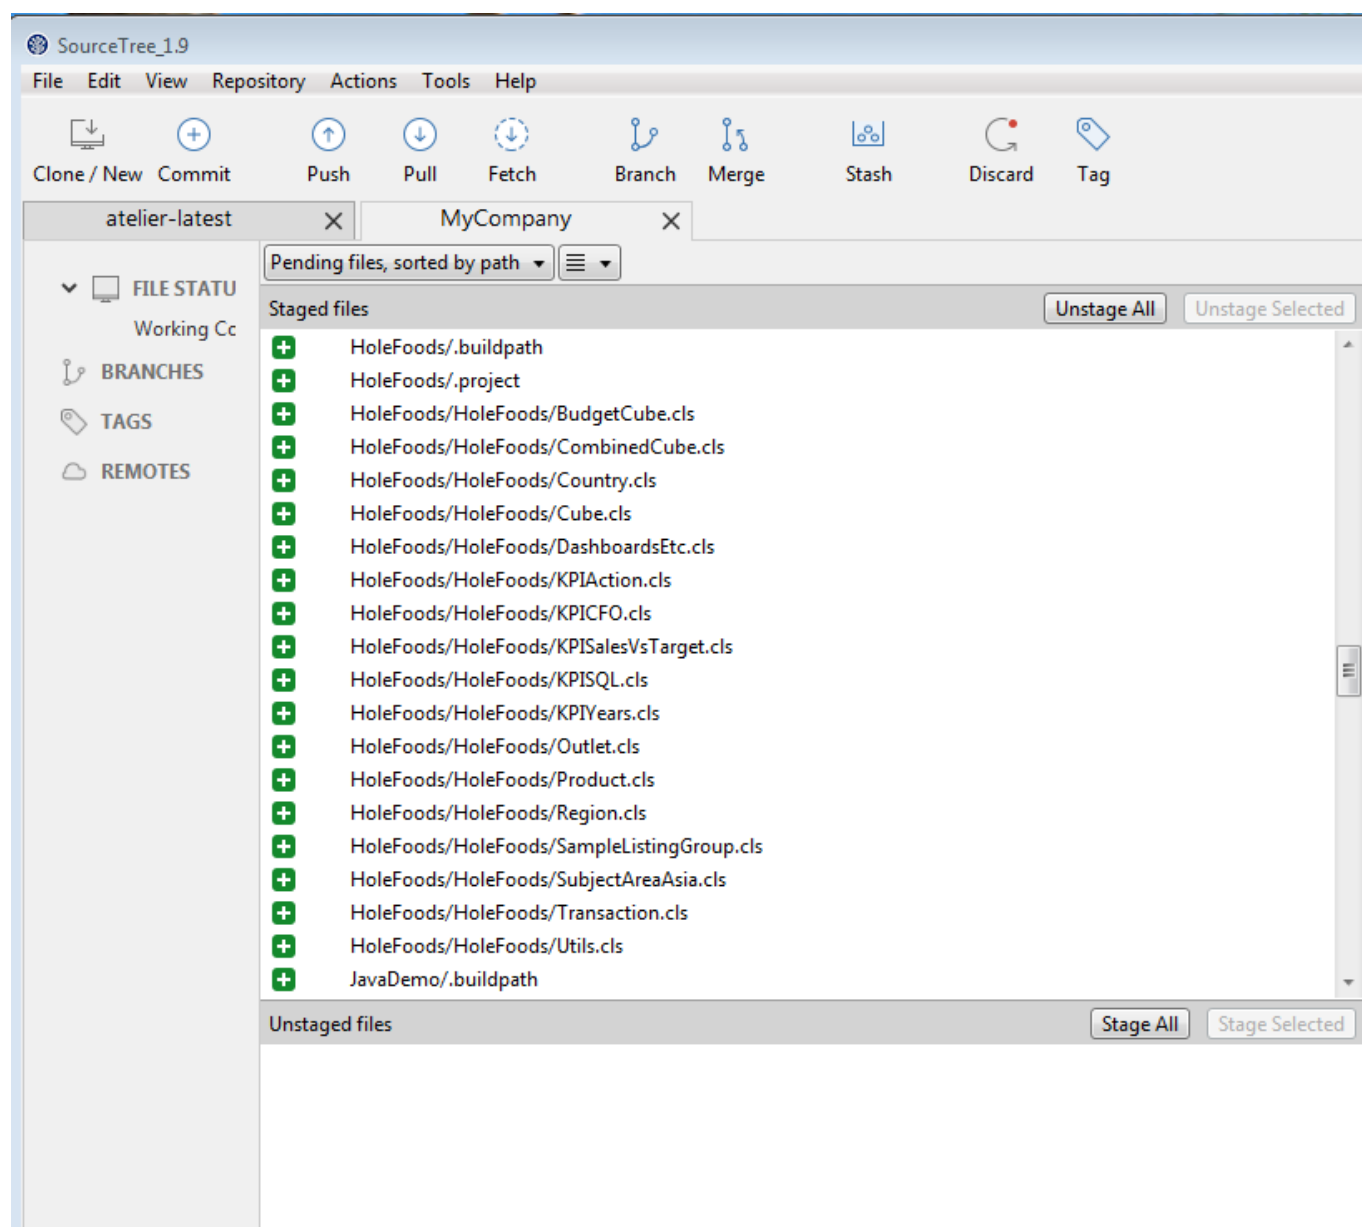 SourceTree_1.9
File Edit View Repository Actions Tools Help
Clone / New Commit Push Pull Fetch Branch Merge Stash Discard Tag
atelier-latest MyCompany
Pending files, sorted by path
FILE STATU
Working Cc
BRANCHES
TAGS
REMOTES
Staged files Unstage All Unstage Selected
HoleFoods/.buildpath
HoleFoods/.project
HoleFoods/HoleFoods/BudgetCube.cls
HoleFoods/HoleFoods/CombinedCube.cls
HoleFoods/HoleFoods/Country.cls
HoleFoods/HoleFoods/Cube.cls
HoleFoods/HoleFoods/DashboardsEtc.cls
HoleFoods/HoleFoods/KPIAction.cls
HoleFoods/HoleFoods/KPICFO.cls
HoleFoods/HoleFoods/KPISalesVsTarget.cls
HoleFoods/HoleFoods/KPISQL.cls
HoleFoods/HoleFoods/KPIYears.cls
HoleFoods/HoleFoods/Outlet.cls
HoleFoods/HoleFoods/Product.cls
HoleFoods/HoleFoods/Region.cls
HoleFoods/HoleFoods/SampleListingGroup.cls
HoleFoods/HoleFoods/SubjectAreaAsia.cls
HoleFoods/HoleFoods/Transaction.cls
HoleFoods/HoleFoods/Utils.cls
JavaDemo/.buildpath
Unstaged files Stage All Stage Selected